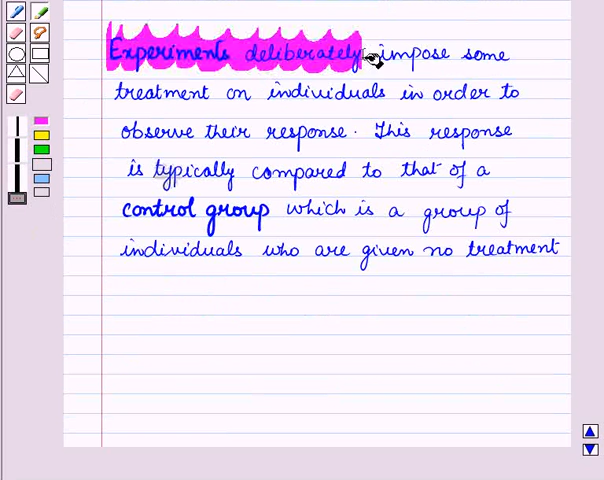 Experiments deliberately impose some
treatment on individuals in order to
observe their response. This response
is typically compared to that of a
control group which is a group of
individuals who are given no treatment